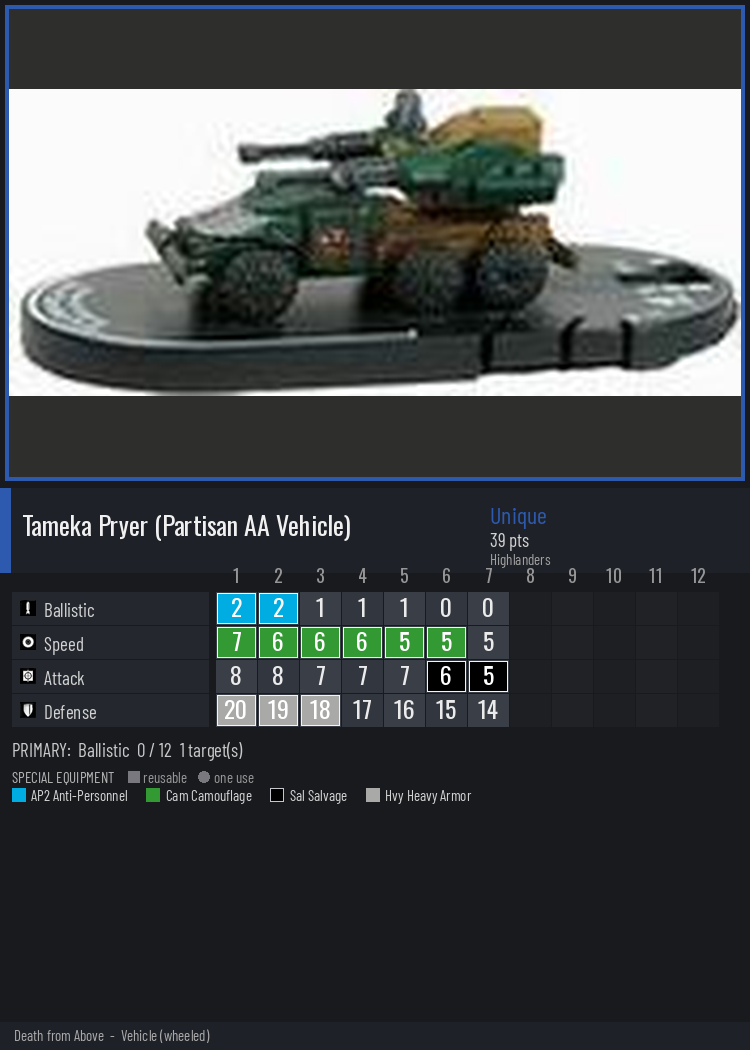 Tameka Pryer (Partisan AA Vehicle)
Unique
39 pts
Highlanders
1 2 3 4 5 6 7 8 9 10 11 12
Ballistic 2 2 1 1 1 0 0
Speed 7 6 6 6 5 5 5
Attack 8 8 7 7 7 6 5
Defense 20 19 18 17 16 15 14
PRIMARY: Ballistic 0 / 12 1 target(s)
SPECIAL EQUIPMENT reusable one use
AP2 Anti-Personnel Cam Camouflage Sal Salvage Hvy Heavy Armor
Death from Above - Vehicle (wheeled)